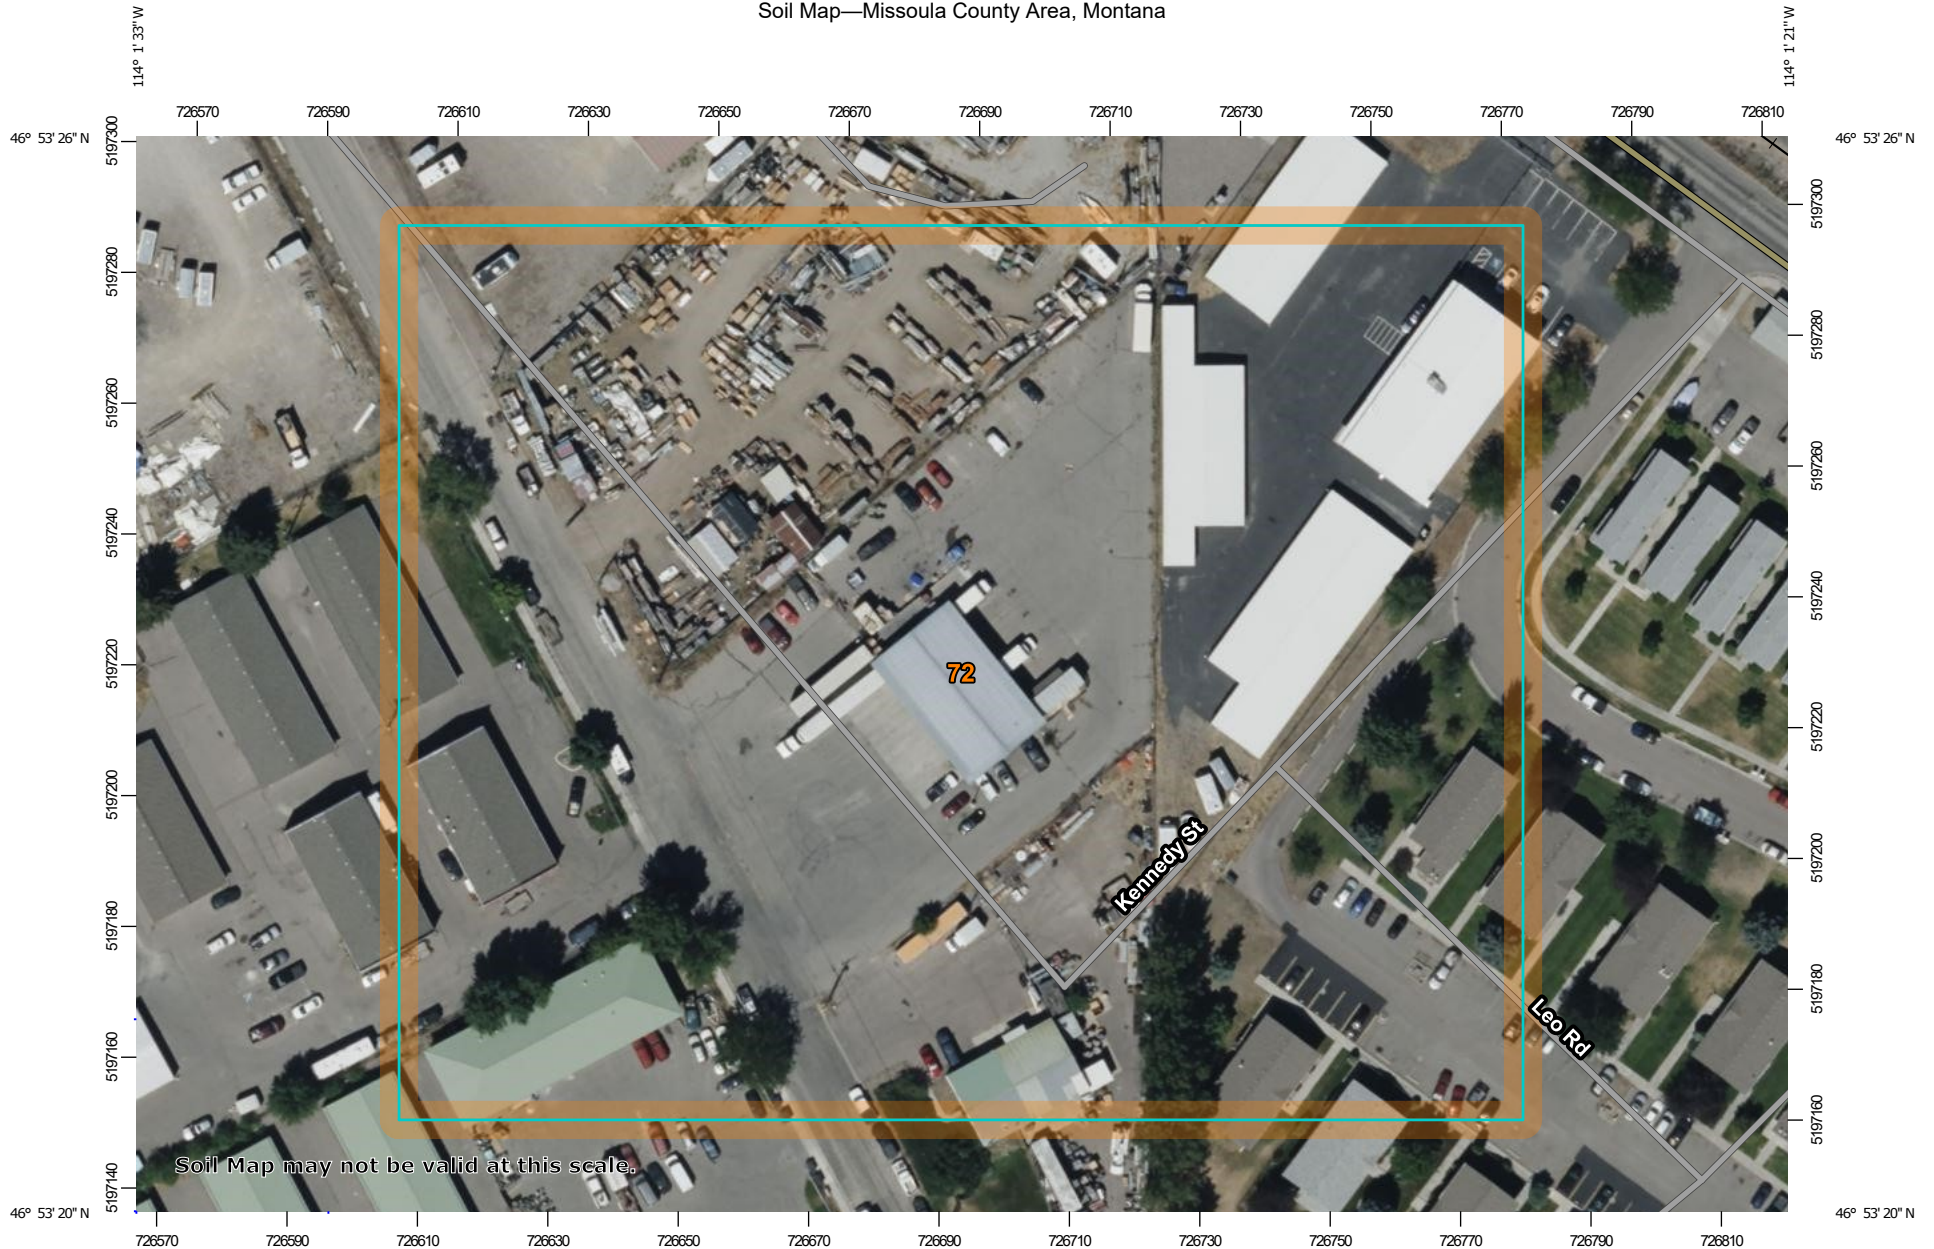 Soil Map—Missoula County Area, Montana
114° 1' 33'' W
114° 1' 21'' W
726570 726590 726610 726630 726650 726670 726690 726710 726730 726750 726770 726790 726810
46° 53' 26'' N
46° 53' 26'' N
5197300
5197280
5197260
5197240
5197220
5197200
5197180
5197160
5197140
5197300
5197280
5197260
5197240
5197220
5197200
5197180
5197160
72
Kennedy St
Leo Rd
Soil Map may not be valid at this scale.
46° 53' 20'' N
46° 53' 20'' N
726570 726590 726610 726630 726650 726670 726690 726710 726730 726750 726770 726790 726810